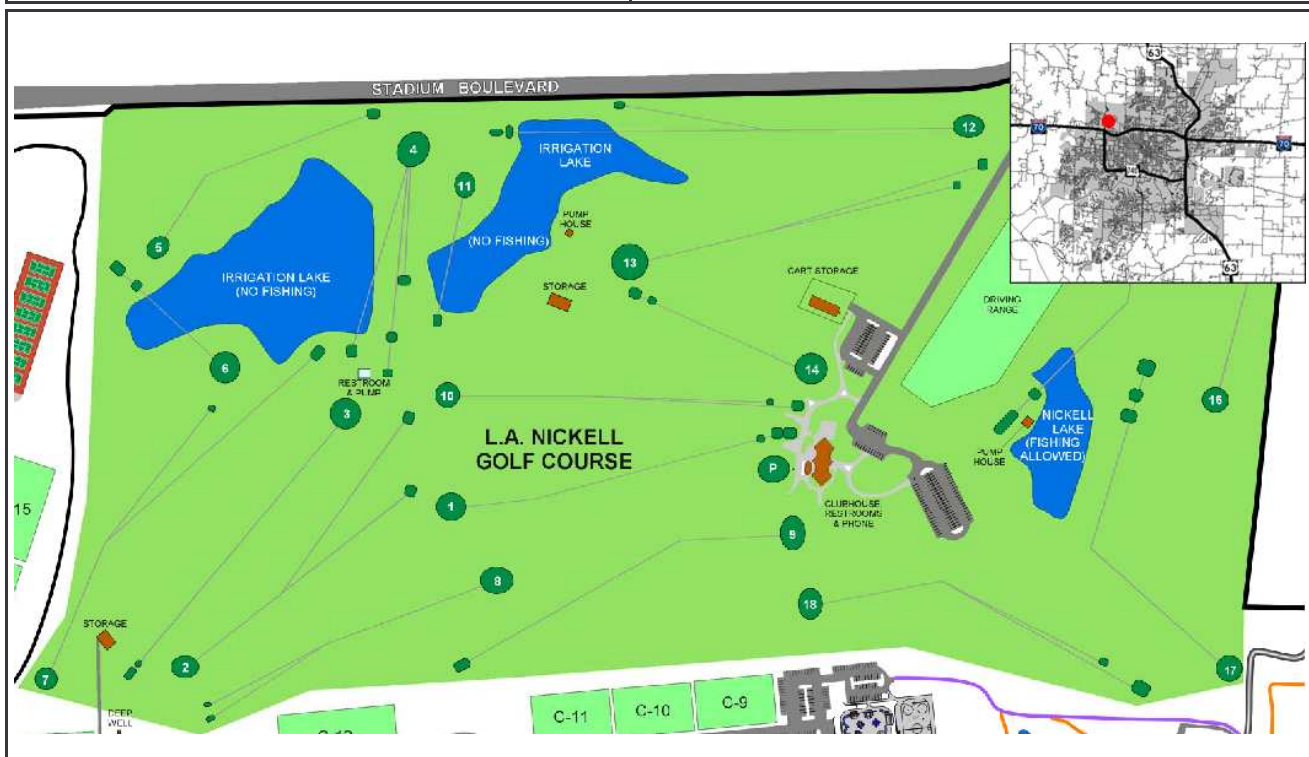 STADIUM BOULEVARD
63
70
70
740
63
4
12
IRRIGATION
LAKE
11
5
PUMP
HOUSE
(NO FISHING)
13
IRRIGATION LAKE
(NO FISHING)
CART STORAGE
STORAGE
DRIVING
RANGE
6
14
RESTROOM
& PUMP
10
16
3
NICKELL
LAKE
(FISHING
ALLOWED)
L.A. NICKELL
GOLF COURSE
PUMP
HOUSE
P
15
1
CLUBHOUSE
RESTROOMS
& PHONE
9
8
18
STORAGE
2
17
7
DEEP
WELL
C-11
C-10
C-9